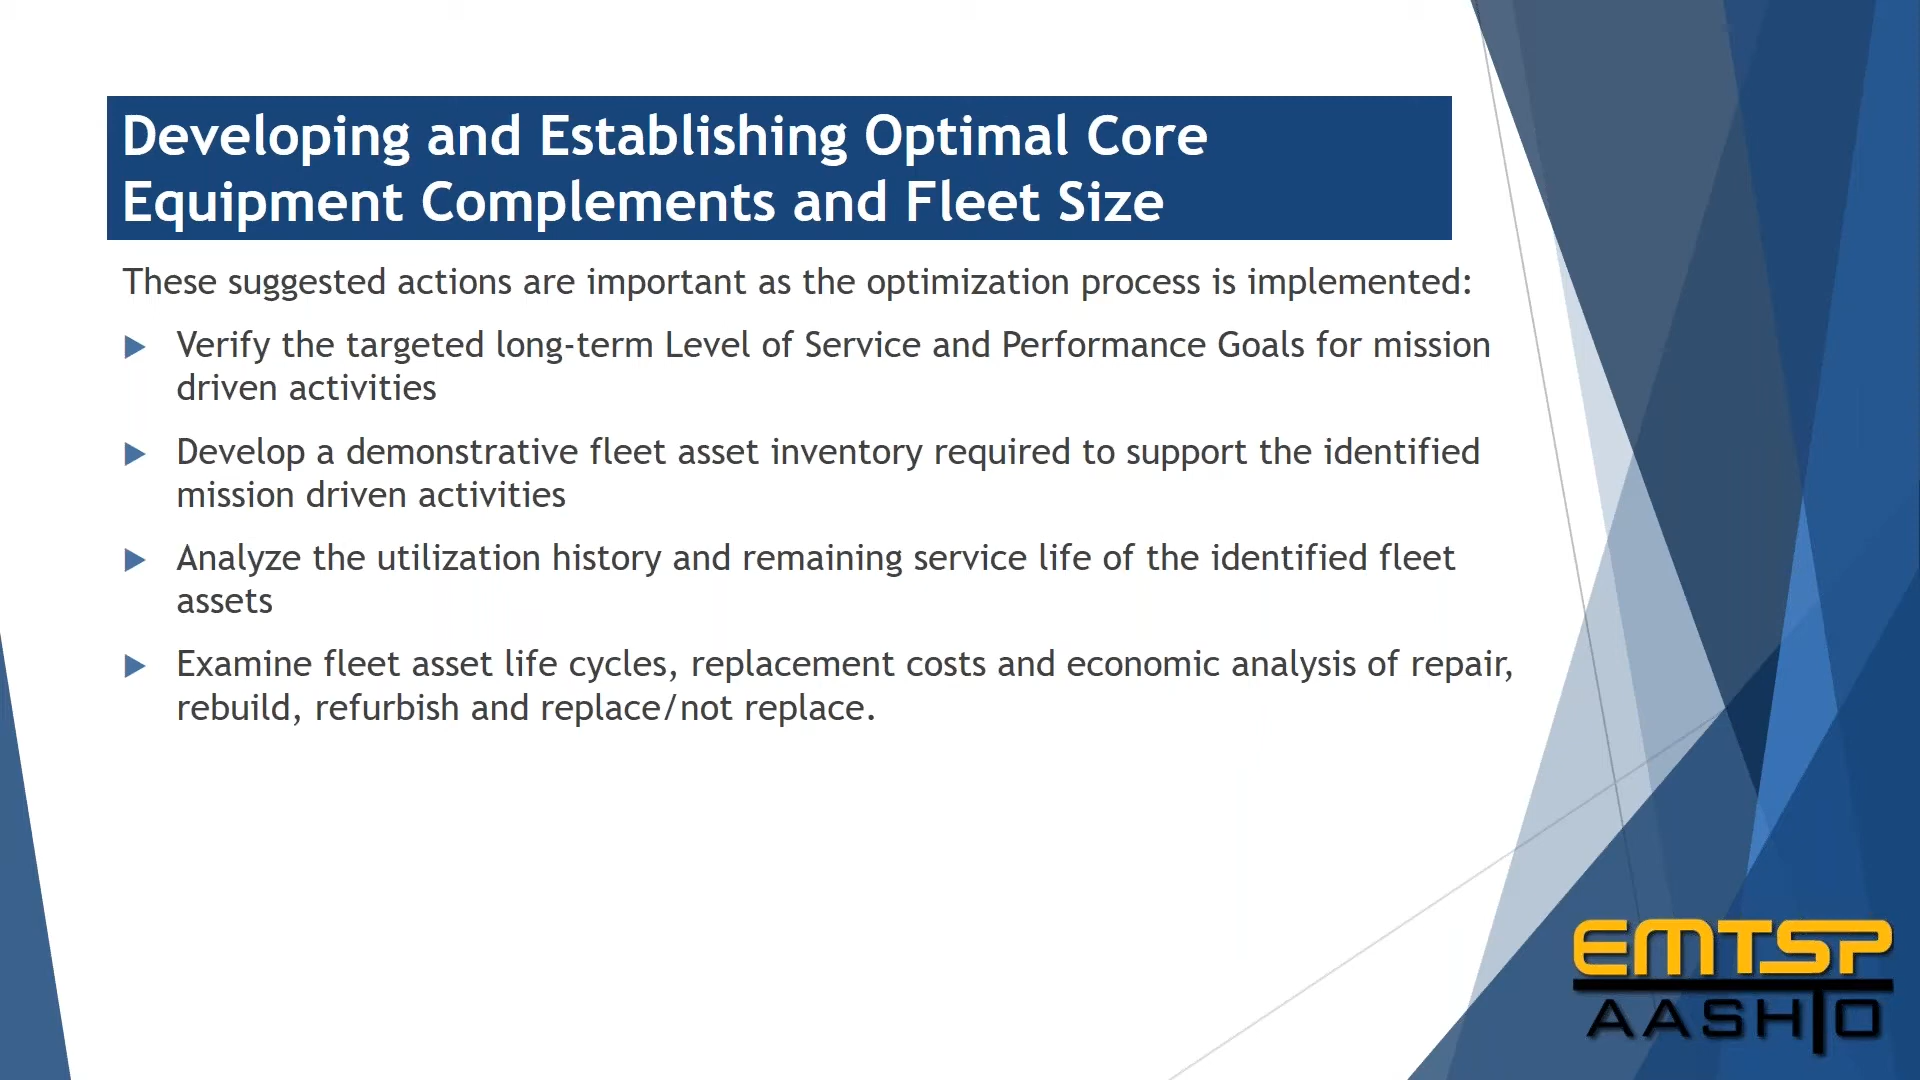 Developing and Establishing Optimal Core
Equipment Complements and Fleet Size
These suggested actions are important as the optimization process is implemented:
Verify the targeted long-term Level of Service and Performance Goals for mission
driven activities
Develop a demonstrative fleet asset inventory required to support the identified
mission driven activities
Analyze the utilization history and remaining service life of the identified fleet
assets
Examine fleet asset life cycles, replacement costs and economic analysis of repair,
rebuild, refurbish and replace/not replace.
EMTSP
AASHTO